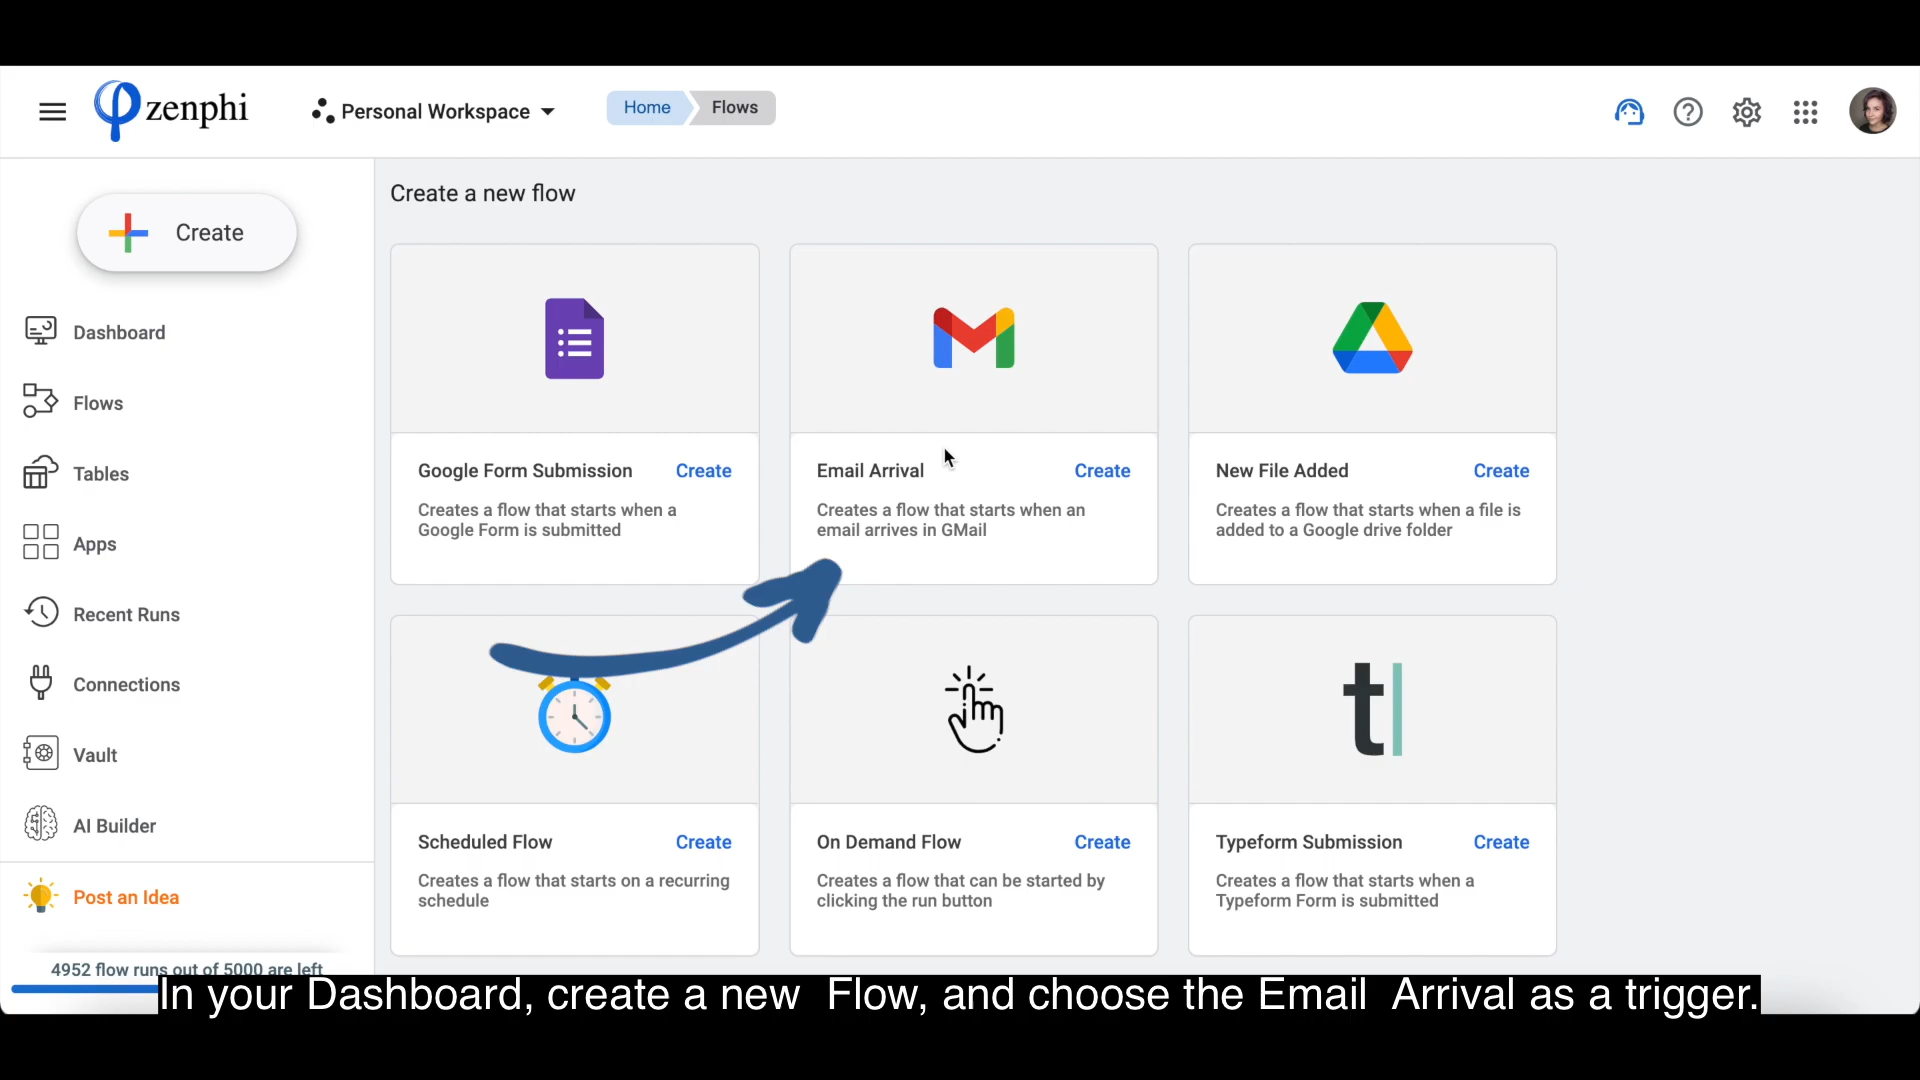 zenphi
Personal Workspace
Home
Flows
Create
Dashboard
Flows
Tables
Apps
Recent Runs
Connections
Vault
AI Builder
Post an Idea
4952 flow runs out of 5000 are left
Create a new flow
Google Form Submission
Create
Creates a flow that starts when a
Google Form is submitted
Email Arrival
Create
Creates a flow that starts when an
email arrives in GMail
New File Added
Create
Creates a flow that starts when a file is
added to a Google drive folder
Scheduled Flow
Create
Creates a flow that starts on a recurring
schedule
On Demand Flow
Create
Creates a flow that can be started by
clicking the run button
Typeform Submission
Create
Creates a flow that starts when a
Typeform Form is submitted
In your Dashboard, create a new Flow, and choose the Email Arrival as a trigger.